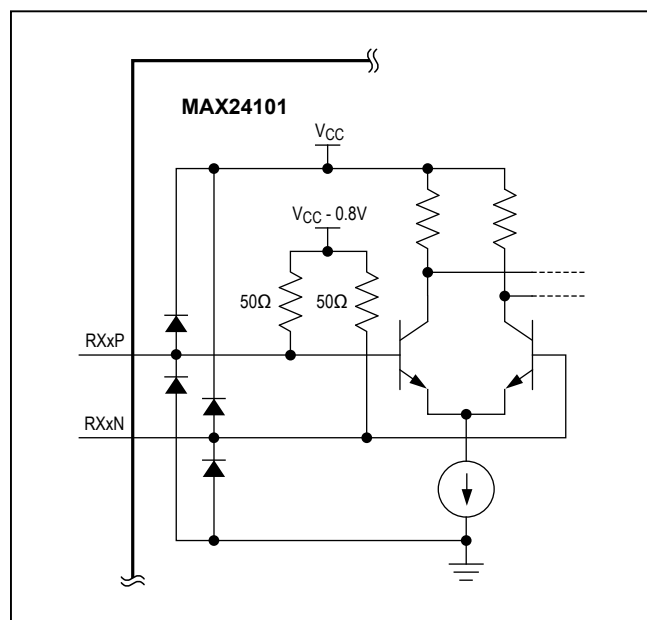 MAX24101
VCC
VCC - 0.8V
50Ω 50Ω
RXxP
RXxN